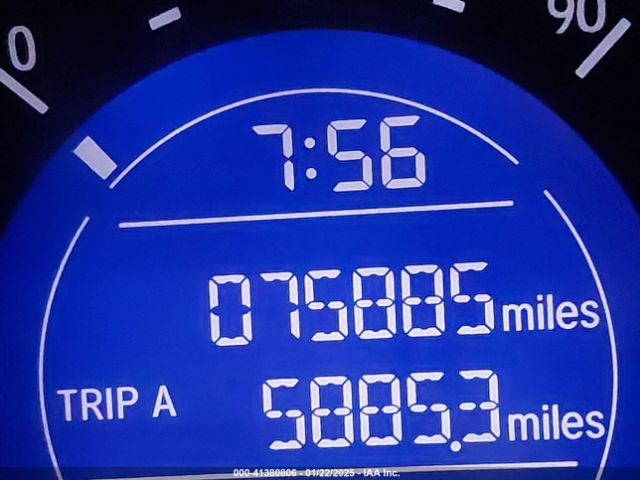 0
90
7:56
075885 miles
TRIP A 5885.3 miles
000-41380806 - 01/22/2025 - IAA Inc.